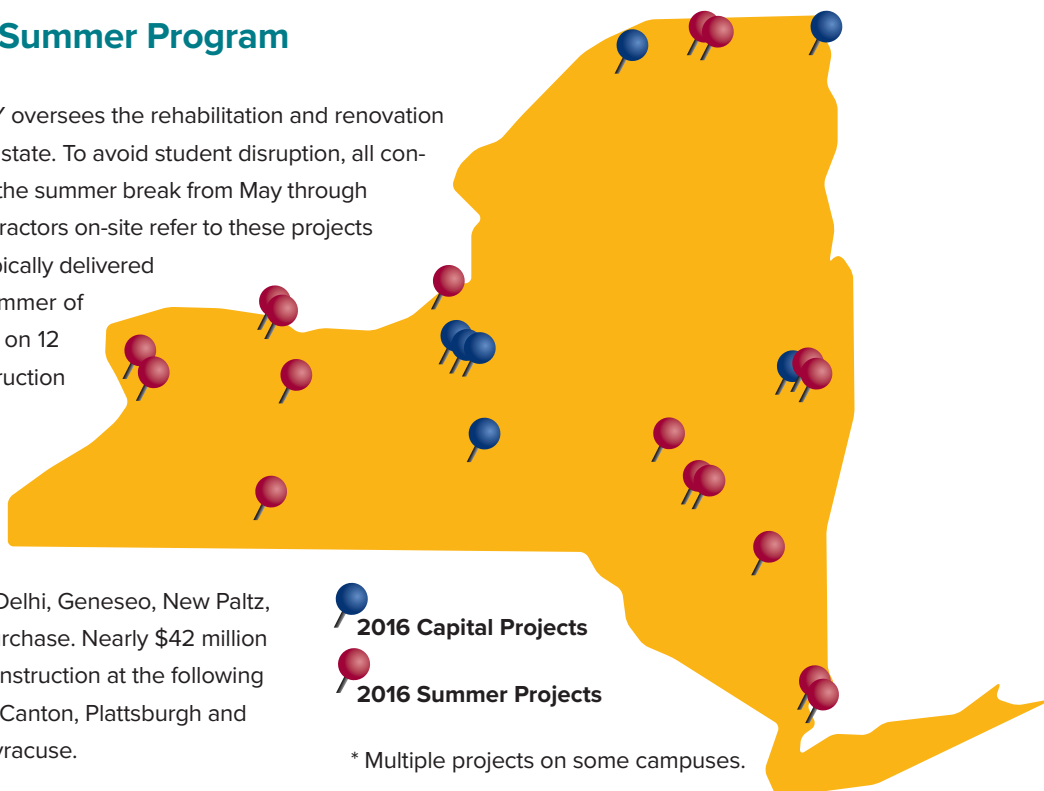 Summer Program
oversees the rehabilitation and renovation
state. To avoid student disruption, all con-
the summer break from May through
ractors on-site refer to these projects
ically delivered
mmer of
on 12
ruction
Delhi, Geneseo, New Paltz,
rchase. Nearly $42 million
nstruction at the following
Canton, Plattsburgh and
yracuse.
2016 Capital Projects
2016 Summer Projects
* Multiple projects on some campuses.